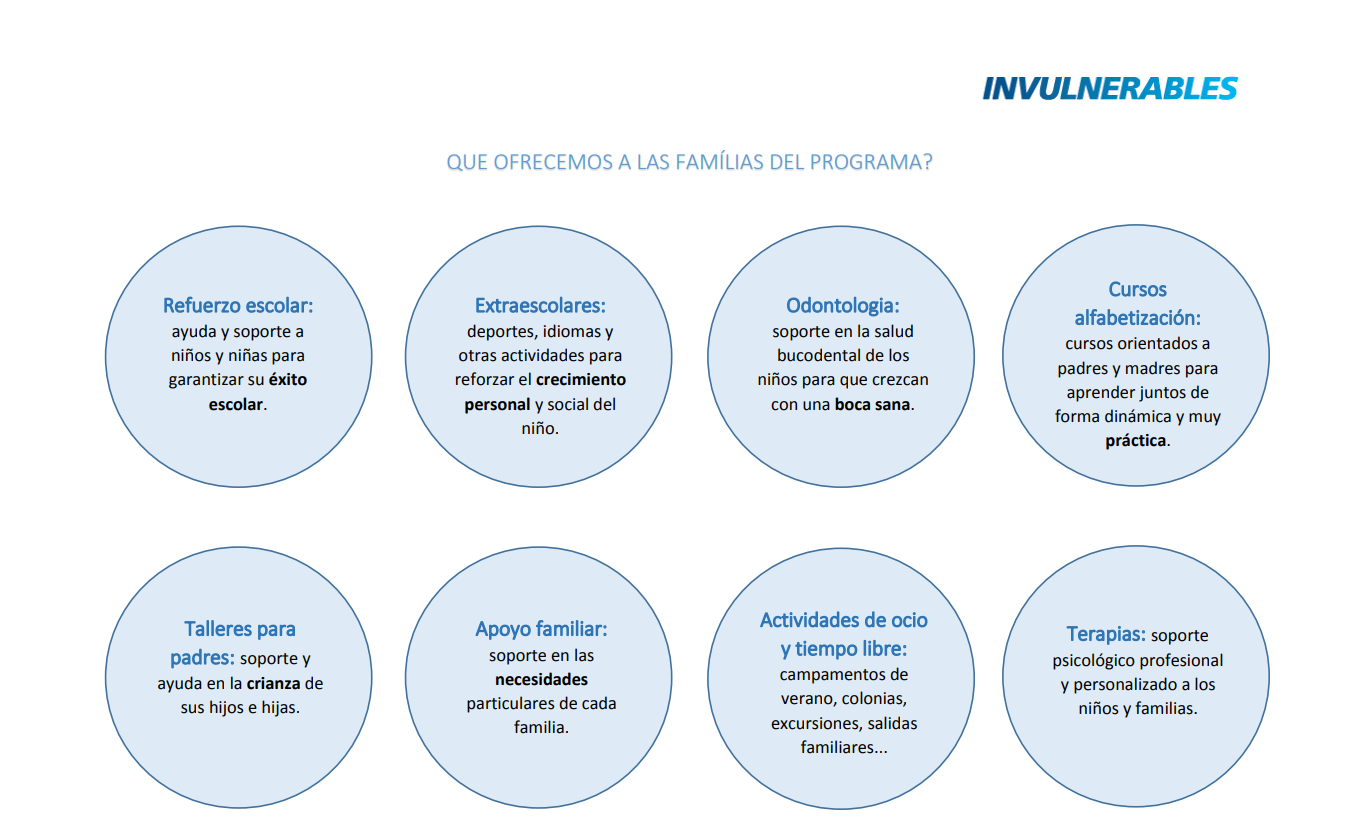 INVULNERABLES
QUE OFRECEMOS A LAS FAMÍLIAS DEL PROGRAMA?
Refuerzo escolar:
ayuda y soporte a
niños y niñas para
garantizar su éxito
escolar.
Extraescolares:
deportes, idiomas y
otras actividades para
reforzar el crecimiento
personal y social del
niño.
Odontologia:
soporte en la salud
bucodental de los
niños para que crezcan
con una boca sana.
Cursos
alfabetización:
cursos orientados a
padres y madres para
aprender juntos de
forma dinámica y muy
práctica.
Talleres para
padres: soporte y
ayuda en la crianza de
sus hijos e hijas.
Apoyo familiar:
soporte en las
necesidades
particulares de cada
familia.
Actividades de ocio
y tiempo libre:
campamentos de
verano, colonias,
excursiones, salidas
familiares...
Terapias: soporte
psicológico profesional
y personalizado a los
niños y familias.